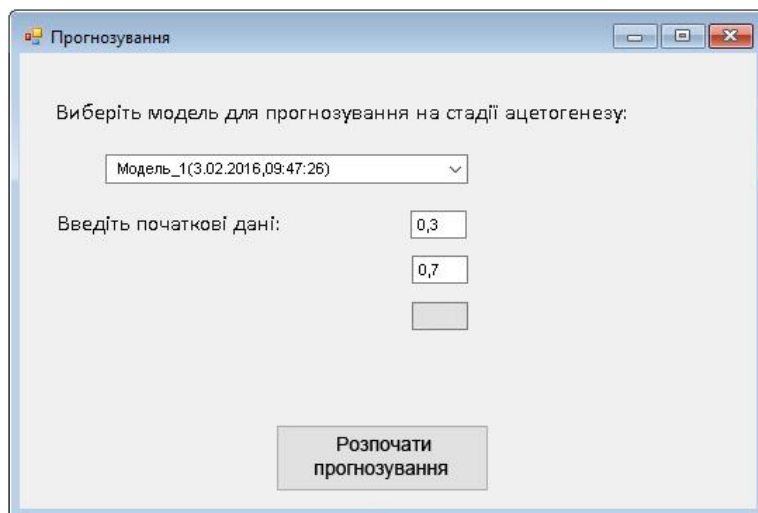 Прогнозування
Виберіть модель для прогнозування на стадії ацетогенезу:
Модель_1(3.02.2016,09:47:26)
Введіть початкові дані:
0,3
0,7
Розпочати
прогнозування